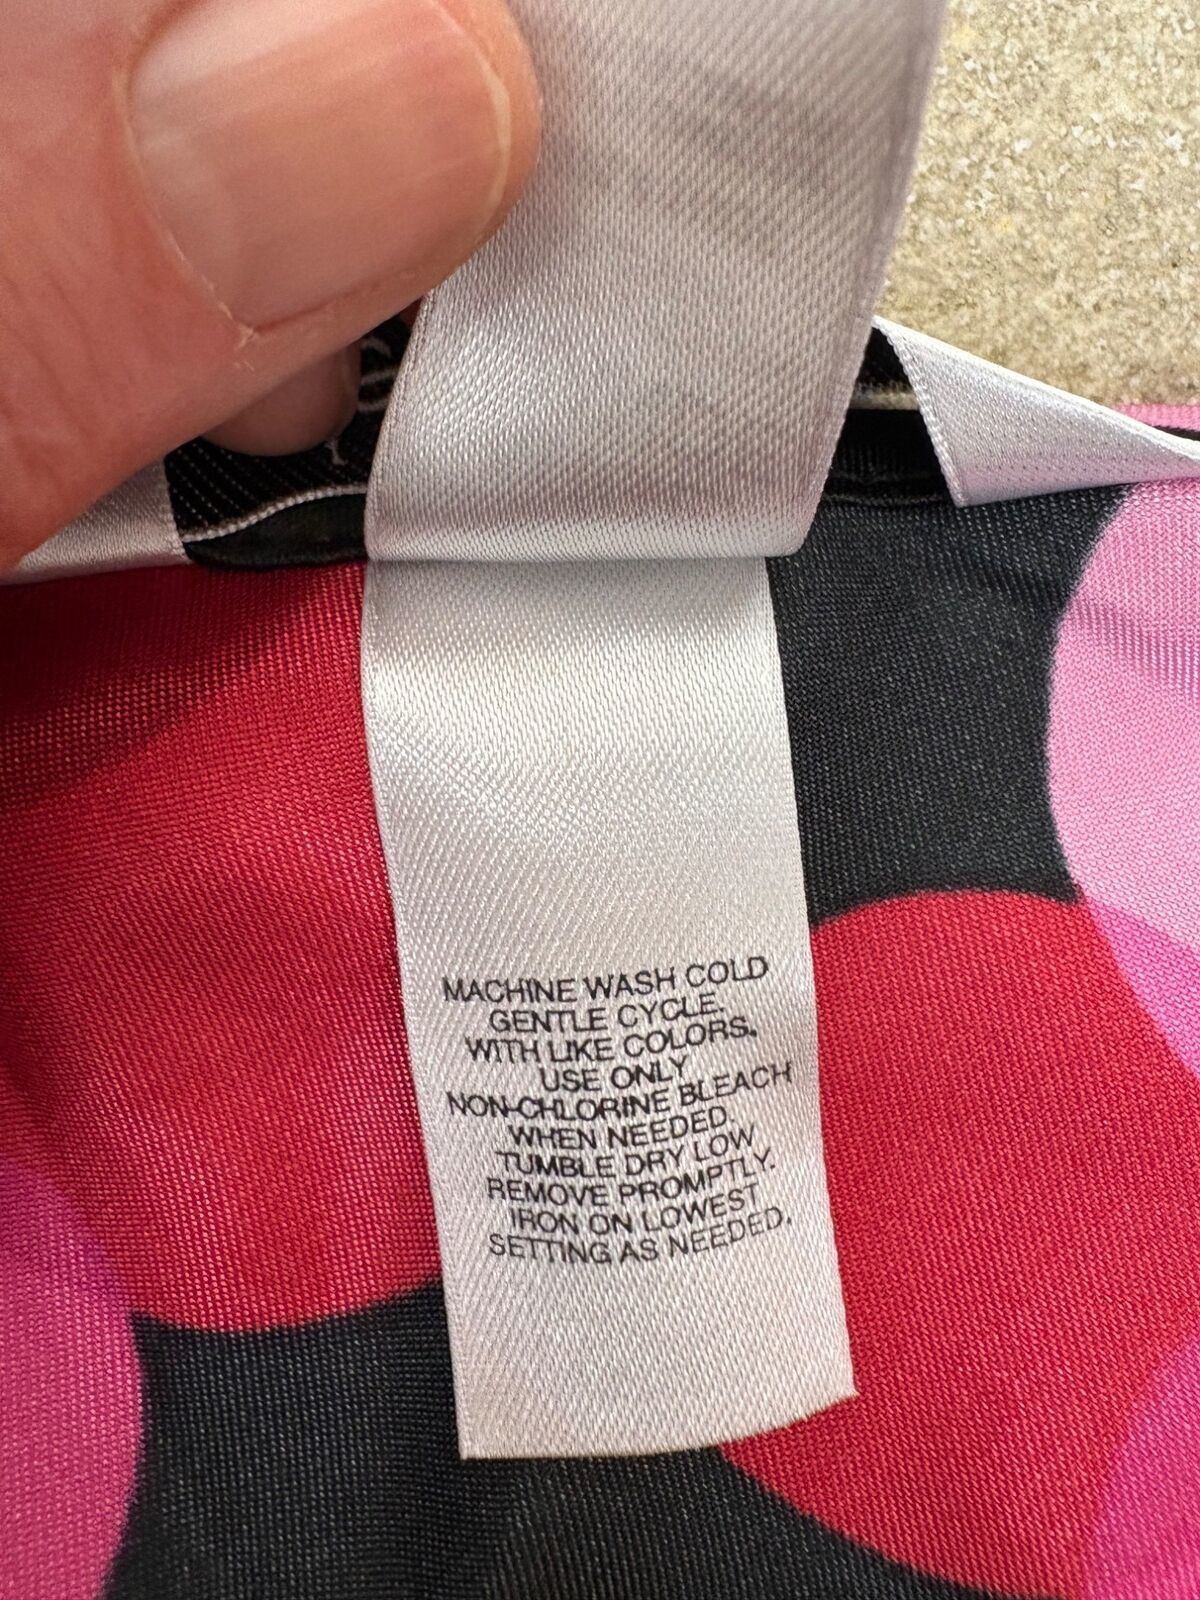 MACHINE WASH COLD
GENTLE CYCLE.
WITH LIKE COLORS.
USE ONLY
NON-CHLORINE BLEACH
WHEN NEEDED.
TUMBLE DRY LOW
REMOVE PROMPTLY.
IRON ON LOWEST
SETTING AS NEEDED.